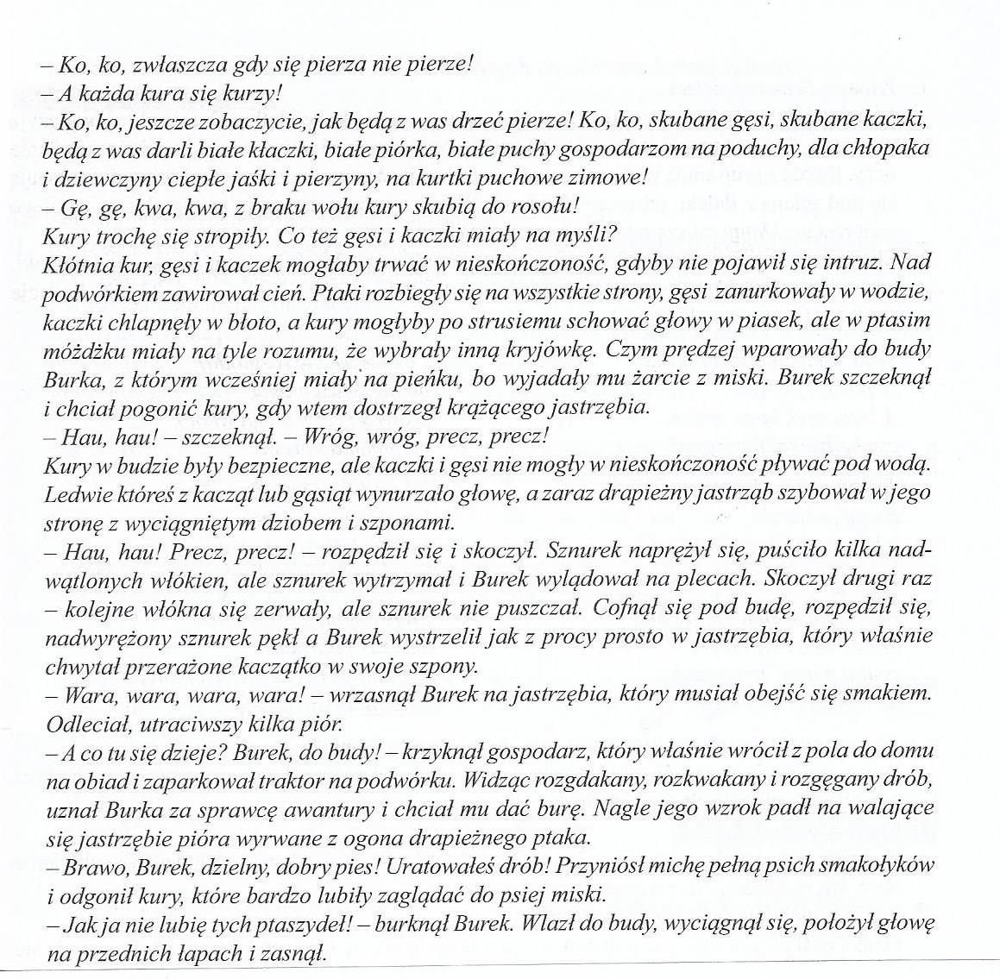 – Ko, ko, zwłaszcza gdy się pierza nie pierze!
– A każda kura się kurzy!
– Ko, ko, jeszcze zobaczycie, jak będą z was drzeć pierze! Ko, ko, skubane gęsi, skubane kaczki,
będą z was darli białe kłaczki, białe piórka, białe puchy gospodarzom na poduchy, dla chłopaka
i dziewczyny ciepłe jaśki i pierzyny, na kurtki puchowe zimowe!
– Gę, gę, kwa, kwa, z braku wołu kury skubią do rosołu!
Kury trochę się stropiły. Co też gęsi i kaczki miały na myśli?
Kłótnia kur, gęsi i kaczek mogłaby trwać w nieskończoność, gdyby nie pojawił się intruz. Nad
podwórkiem zawirował cień. Ptaki rozbiegły się na wszystkie strony, gęsi zanurkowały w wodzie,
kaczki chlapnęły w błoto, a kury mogłyby po strusiemu schować głowy w piasek, ale w ptasim
móżdżku miały na tyle rozumu, że wybrały inną kryjówkę. Czym prędzej wparowały do budy
Burka, z którym wcześniej miały na pieńku, bo wyjadały mu żarcie z miski. Burek szczeknął
i chciał pogonić kury, gdy wtem dostrzegł krążącego jastrzębia.
– Hau, hau! – szczeknął. – Wróg, wróg, precz, precz!
Kury w budzie były bezpieczne, ale kaczki i gęsi nie mogły w nieskończoność pływać pod wodą.
Ledwie któreś z kacząt lub gąsiąt wynurzało głowę, a zaraz drapieżny jastrząb szybował w jego
stronę z wyciągniętym dziobem i szponami.
– Hau, hau! Precz, precz! – rozpędził się i skoczył. Sznurek naprężył się, puściło kilka nad-
wątlonych włókien, ale sznurek wytrzymał i Burek wylądował na plecach. Skoczył drugi raz
– kolejne włókna się zerwały, ale sznurek nie puszczał. Cofnął się pod budę, rozpędził się,
nadwyrężony sznurek pękł a Burek wystrzelił jak z procy prosto w jastrzębia, który właśnie
chwytał przerażone kaczątko w swoje szpony.
– Wara, wara, wara, wara! – wrzasnął Burek na jastrzębia, który musiał obejść się smakiem.
Odleciał, utraciwszy kilka piór.
– A co tu się dzieje? Burek, do budy! – krzyknął gospodarz, który właśnie wrócił z pola do domu
na obiad i zaparkował traktor na podwórku. Widząc rozgdakany, rozkwakany i rozgęgany drób,
uznał Burka za sprawcę awantury i chciał mu dać burę. Nagle jego wzrok padł na walające
się jastrzębie pióra wyrwane z ogona drapieżnego ptaka.
– Brawo, Burek, dzielny, dobry pies! Uratowałeś drób! Przyniósł michę pełną psich smakołyków
i odgonił kury, które bardzo lubiły zaglądać do psiej miski.
– Jak ja nie lubię tych ptaszydeł! – burknął Burek. Wlazł do budy, wyciągnął się, położył głowę
na przednich łapach i zasnął.